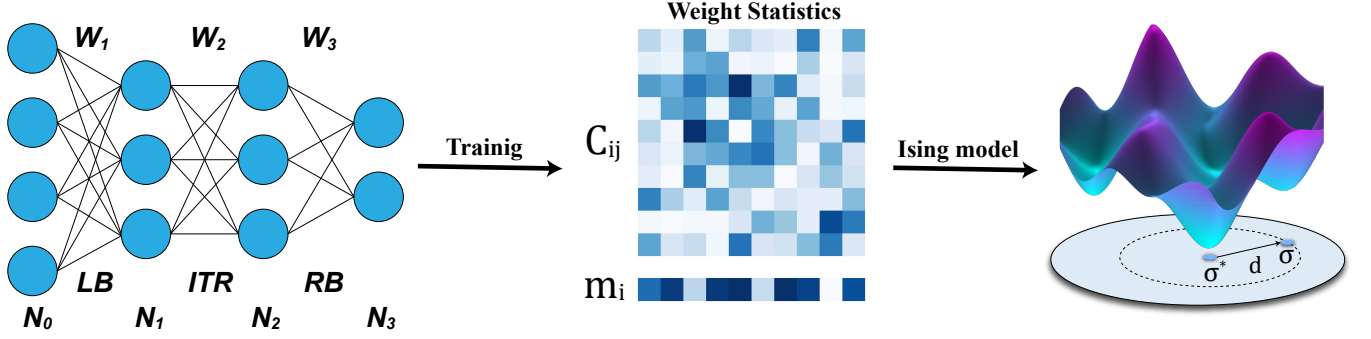 W1 W2 W3
LB ITR RB
N0 N1 N2 N3
Trainig
Weight Statistics
Cij
mi
Ising model
σ* d σ